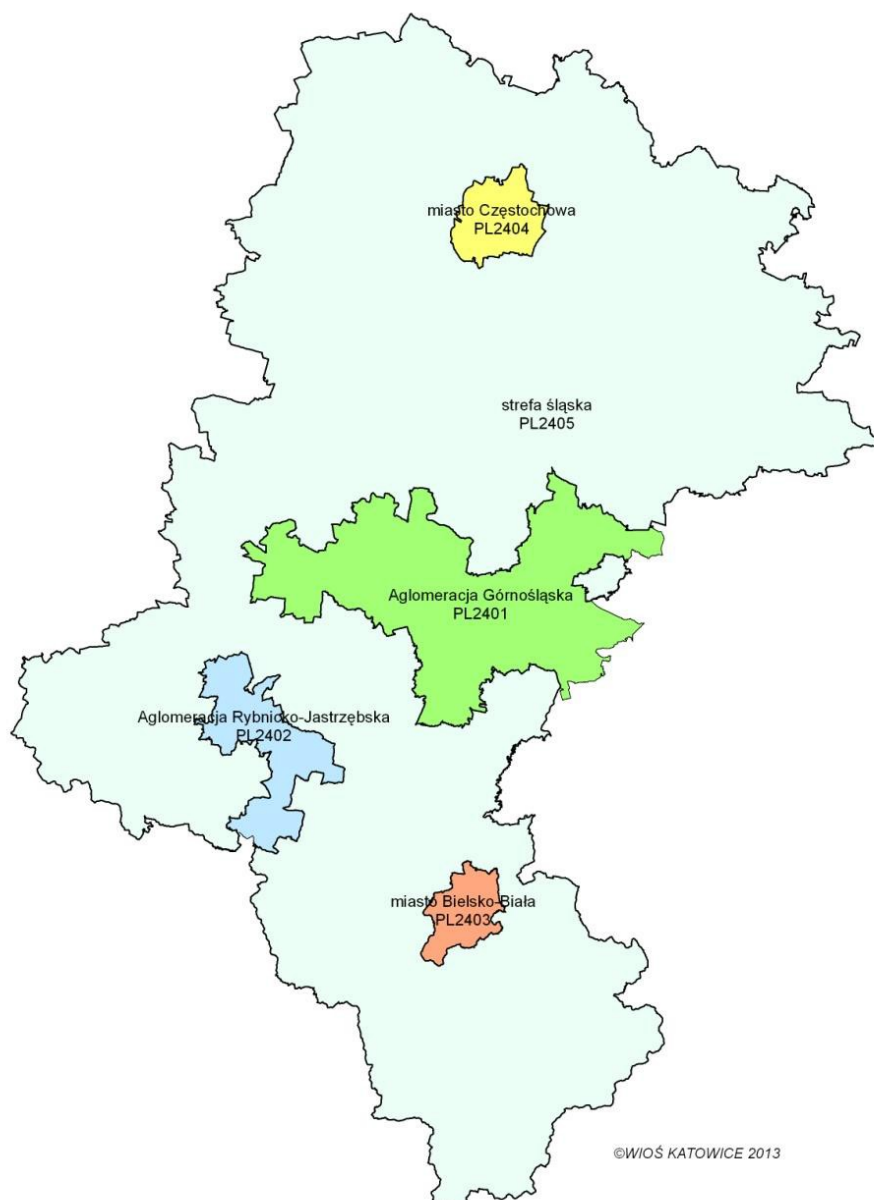 miasto Częstochowa
PL2404
strefa śląska
PL2405
Aglomeracja Górnośląska
PL2401
Aglomeracja Rybnicko-Jastrzębska
PL2402
miasto Bielsko-Biała
PL2403
©WIOŚ KATOWICE 2013